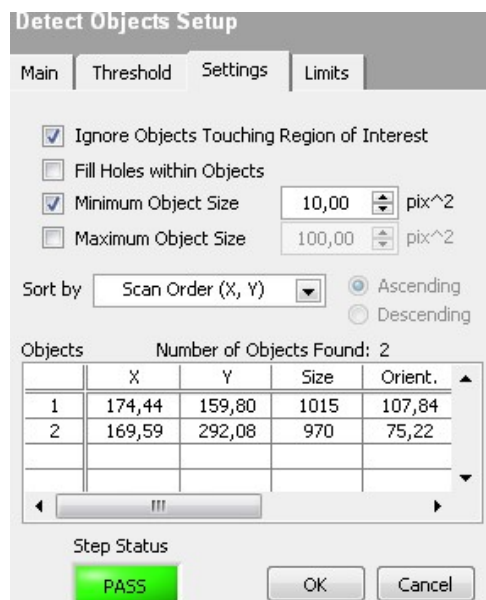 Detect Objects Setup
Main Threshold Settings Limits
Ignore Objects Touching Region of Interest
Fill Holes within Objects
Minimum Object Size 10,00 pix^2
Maximum Object Size 100,00 pix^2
Sort by Scan Order (X, Y) Ascending
Descending
Objects Number of Objects Found: 2
X Y Size Orient.
1 174,44 159,80 1015 107,84
2 169,59 292,08 970 75,22
Step Status
PASS OK Cancel